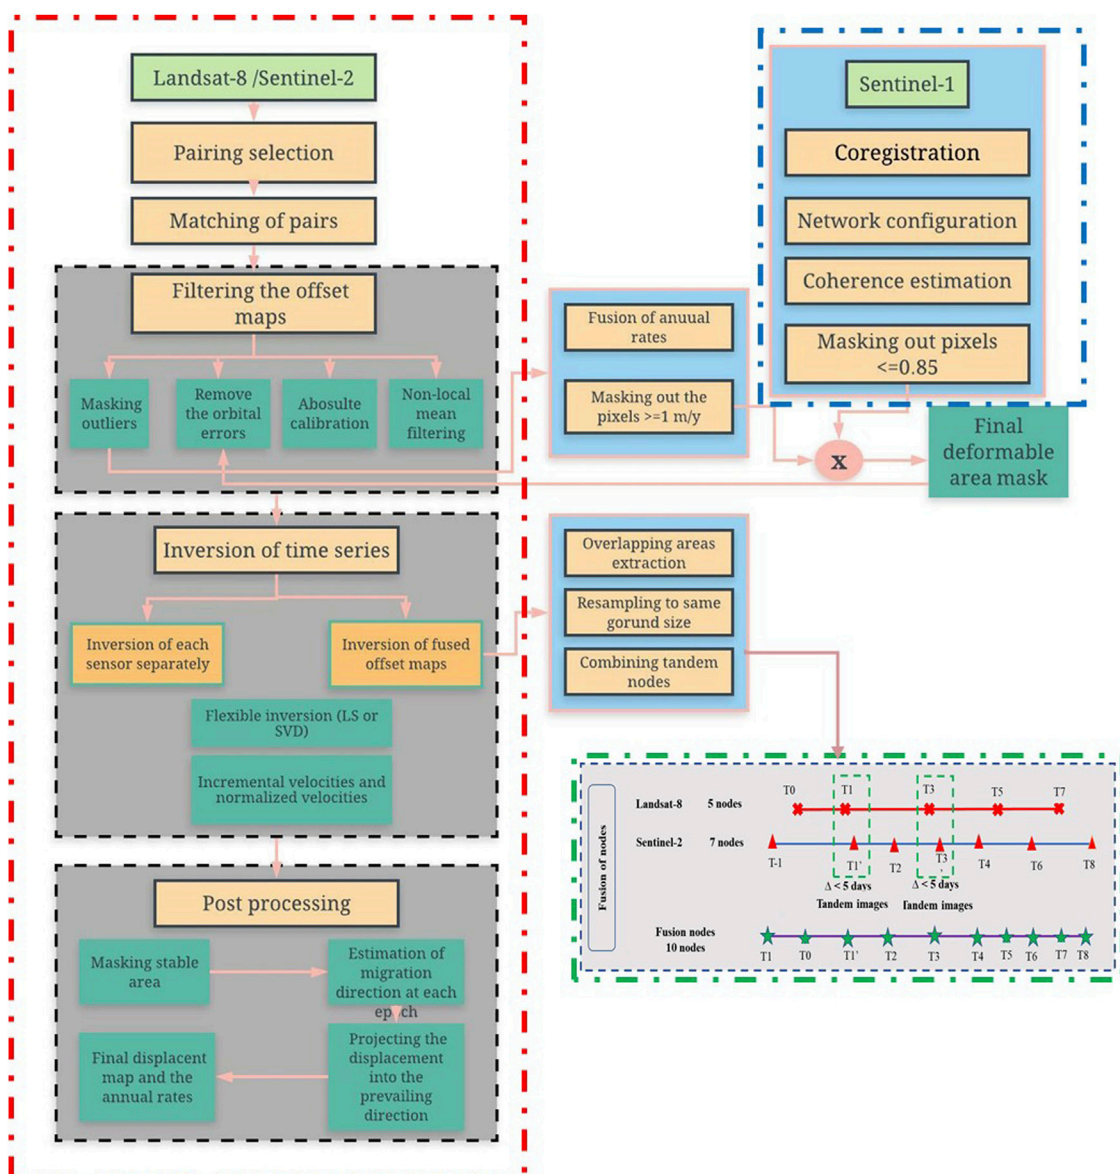 Landsat-8 /Sentinel-2
Pairing selection
Matching of pairs
Filtering the offset
maps
Masking
outliers
Remove
the orbital
errors
Abosulte
calibration
Non-local
mean
filtering
Fusion of anuual
rates
Masking out the
pixels >=1 m/y
Sentinel-1
Coregistration
Network configuration
Coherence estimation
Masking out pixels
<=0.85
x
Final
deformable
area mask
Inversion of time series
Inversion of each
sensor separately
Inversion of fused
offset maps
Flexible inversion (LS or
SVD)
Incremental velocities and
normalized velocities
Overlapping areas
extraction
Resampling to same
gorund size
Combining tandem
nodes
Post processing
Masking stable
area
Estimation of
migration
direction at each
epoch
Projecting the
displacement
into the
prevailing
direction
Final displacent
map and the
annual rates
Fusion of nodes
T0 T1 T3 T5 T7
Landsat-8 5 nodes
Sentinel-2 7 nodes
T-1 T1' T2 T3' T4 T6 T8
Δ < 5 days Δ < 5 days
Tandem images Tandem images
Fusion nodes
10 nodes
T1 T0 T1' T2 T3 T4 T5 T6 T7 T8